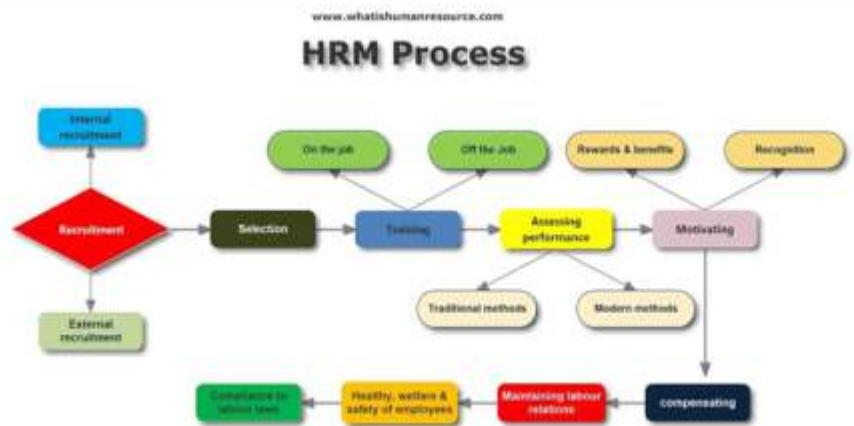 www.whatishumanresource.com
HRM Process
Internal
recruitment
On the job
Off the Job
Rewards & benefits
Recognition
Recruitment
Selection
Training
Assessing
performance
Motivating
Traditional methods
Modern methods
External
recruitment
Compliance to
labour laws
Healthy, welfare &
safety of employees
Maintaining labour
relations
compensating